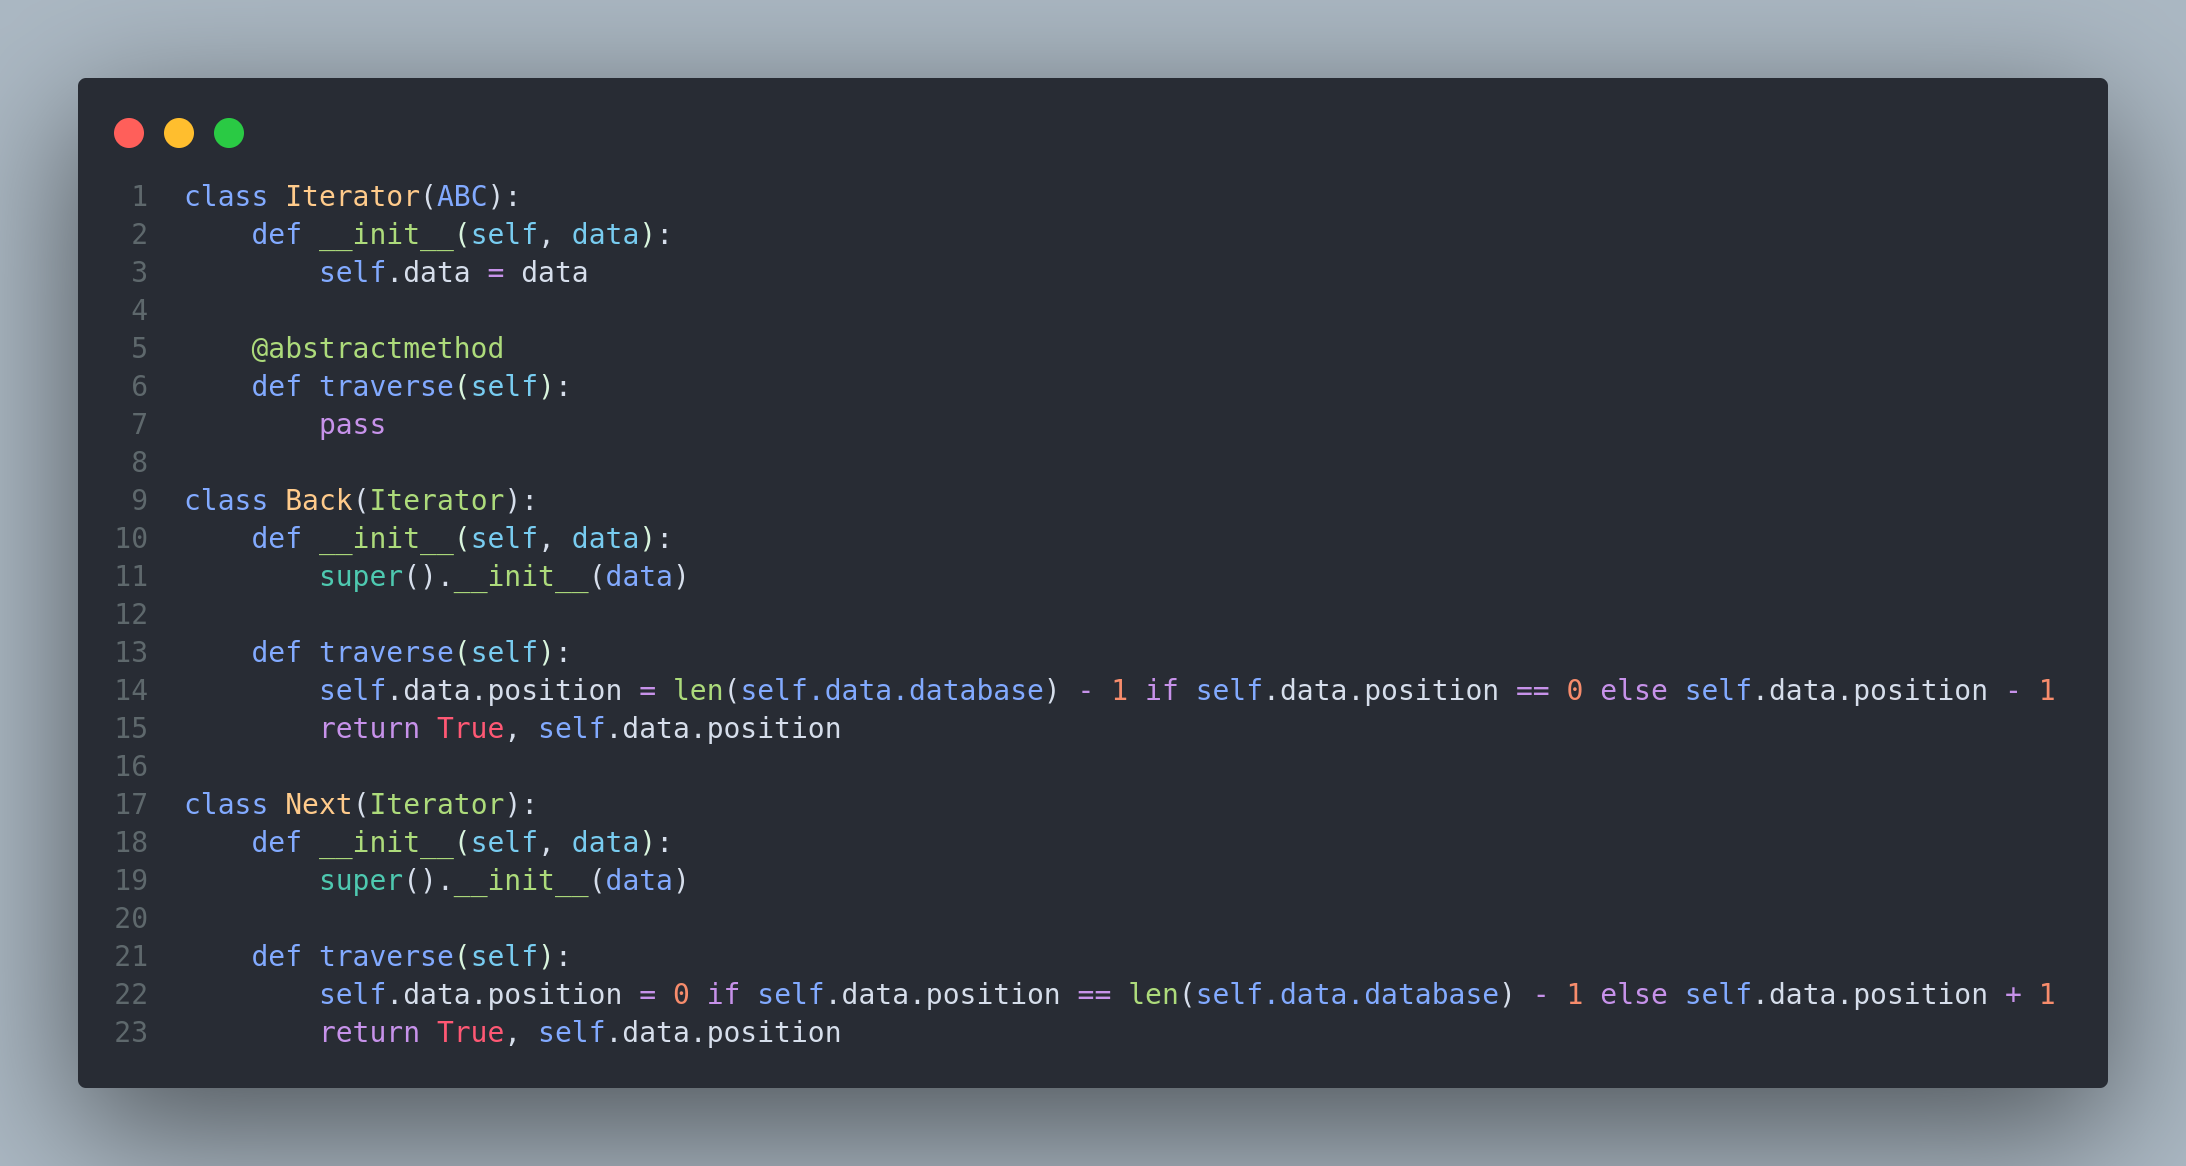 1 class Iterator(ABC):
2     def __init__(self, data):
3         self.data = data
4
5     @abstractmethod
6     def traverse(self):
7         pass
8
9 class Back(Iterator):
10     def __init__(self, data):
11         super().__init__(data)
12
13     def traverse(self):
14         self.data.position = len(self.data.database) - 1 if self.data.position == 0 else self.data.position - 1
15         return True, self.data.position
16
17 class Next(Iterator):
18     def __init__(self, data):
19         super().__init__(data)
20
21     def traverse(self):
22         self.data.position = 0 if self.data.position == len(self.data.database) - 1 else self.data.position + 1
23         return True, self.data.position